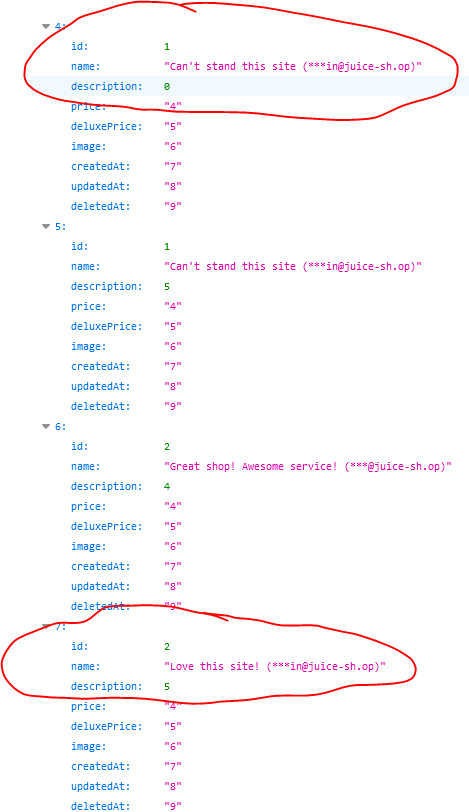 4:
id: 1
name: "Can't stand this site (***in@juice-sh.op)"
description: 0
price: "4"
deluxePrice: "5"
image: "6"
createdAt: "7"
updatedAt: "8"
deletedAt: "9"
5:
id: 1
name: "Can't stand this site (***in@juice-sh.op)"
description: 5
price: "4"
deluxePrice: "5"
image: "6"
createdAt: "7"
updatedAt: "8"
deletedAt: "9"
6:
id: 2
name: "Great shop! Awesome service! (***@juice-sh.op)"
description: 4
price: "4"
deluxePrice: "5"
image: "6"
createdAt: "7"
updatedAt: "8"
deletedAt: "9"
7:
id: 2
name: "Love this site! (***in@juice-sh.op)"
description: 5
price: "4"
deluxePrice: "5"
image: "6"
createdAt: "7"
updatedAt: "8"
deletedAt: "9"